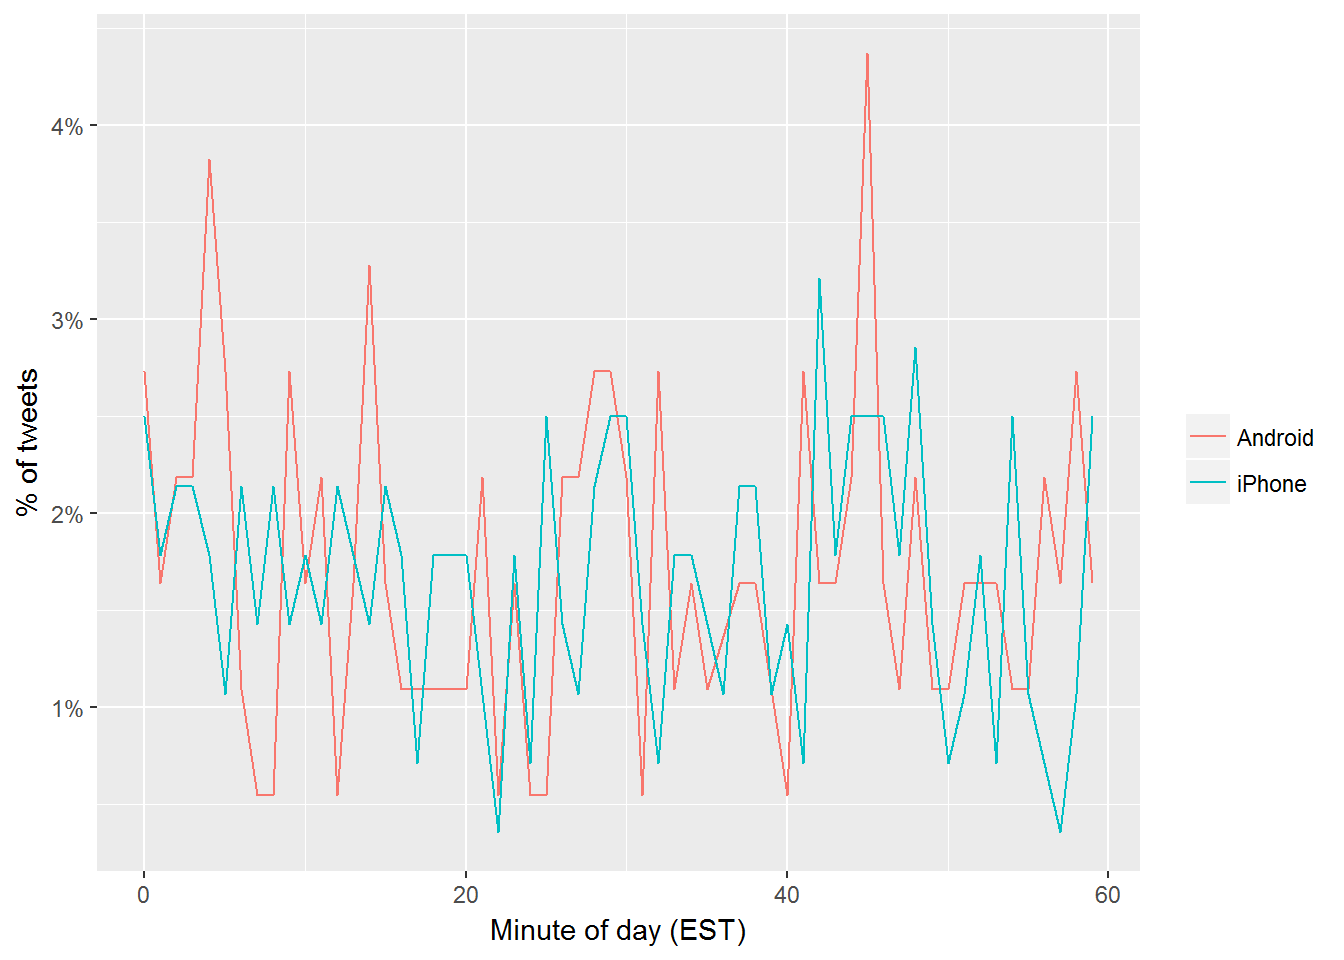 4%
3%
2%
1%
% of tweets
0
20
40
60
Minute of day (EST)
Android
iPhone